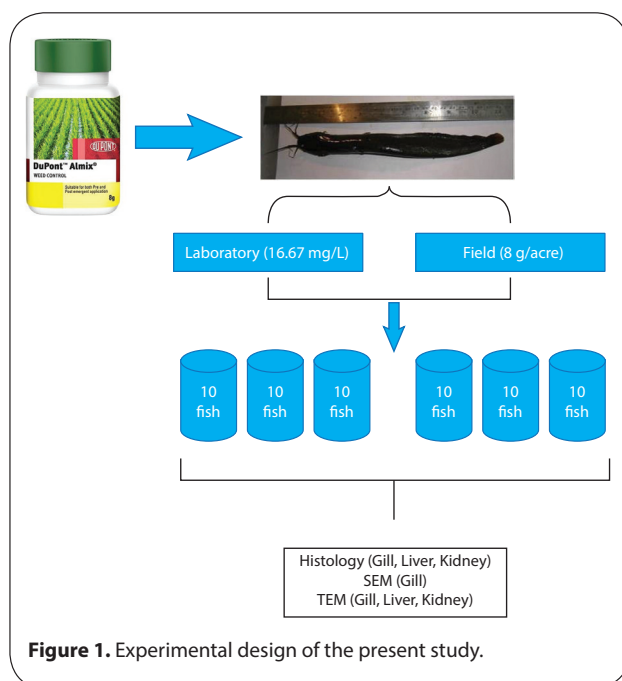 DUPONT
DuPont™ Almix®
WEED CONTROL
Suitable for both Pre and
Post emergent application
8g
Laboratory (16.67 mg/L)
Field (8 g/acre)
10
fish
10
fish
10
fish
10
fish
10
fish
10
fish
Histology (Gill, Liver, Kidney)
SEM (Gill)
TEM (Gill, Liver, Kidney)
Figure 1. Experimental design of the present study.